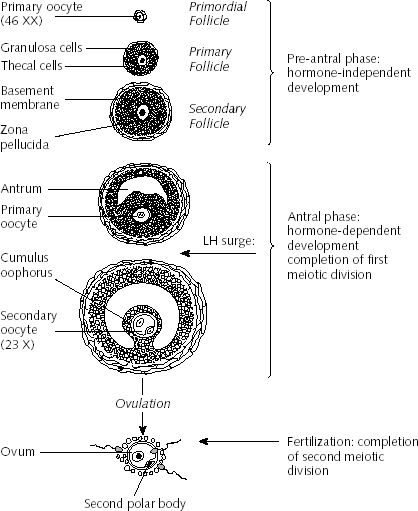 Primary oocyte
(46 XX)
Primordial
Follicle
Granulosa cells
Thecal cells
Primary
Follicle
Pre-antral phase:
hormone-independent
development
Basement
membrane
Secondary
Follicle
Zona
pellucida
Antrum
Primary
oocyte
Antral phase:
hormone-dependent
development
completion of first
meiotic division
LH surge:
Cumulus
oophorus
Secondary
oocyte
(23 X)
Ovulation
Ovum
Fertilization: completion
of second meiotic
division
Second polar body